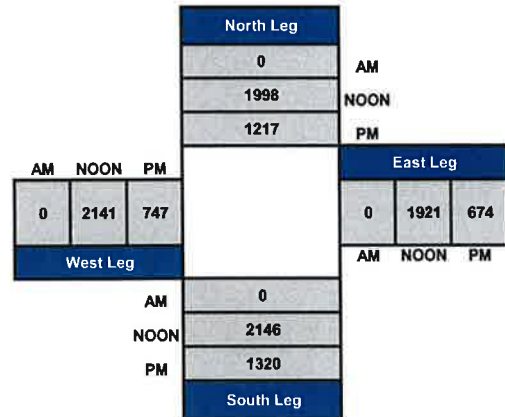 North Leg
0 AM
1998 NOON
1217 PM
AM NOON PM East Leg
0 2141 747 0 1921 674
West Leg AM NOON PM
AM 0
NOON 2146
PM 1320
South Leg